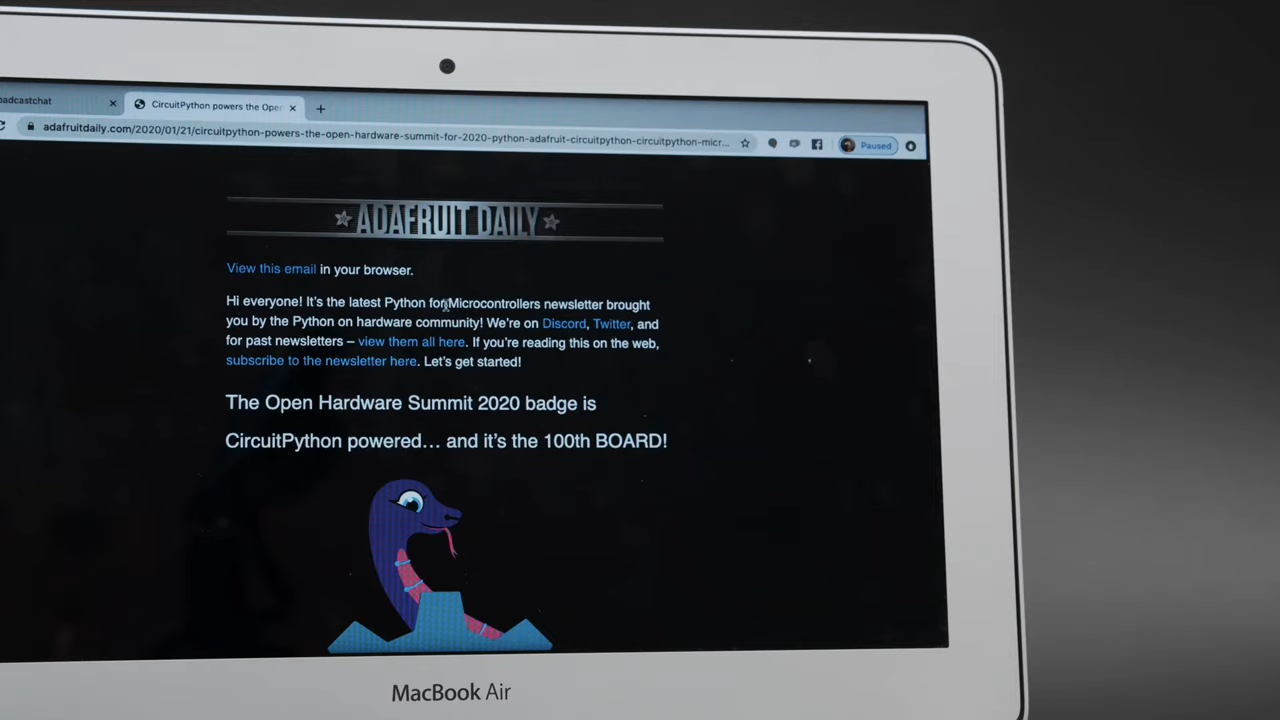 oadcastchat
CircuitPython powers the Oper
adafruitdaily.com/2020/01/21/circuitpython-powers-the-open-hardware-summit-for-2020-python-adafruit-circuitpython-circuitpython-micr...
Paused
ADAFRUIT DAILY
View this email in your browser.
Hi everyone! It's the latest Python for Microcontrollers newsletter brought
you by the Python on hardware community! We're on Discord, Twitter, and
for past newsletters – view them all here. If you're reading this on the web,
subscribe to the newsletter here. Let's get started!
The Open Hardware Summit 2020 badge is
CircuitPython powered… and it's the 100th BOARD!
MacBook Air